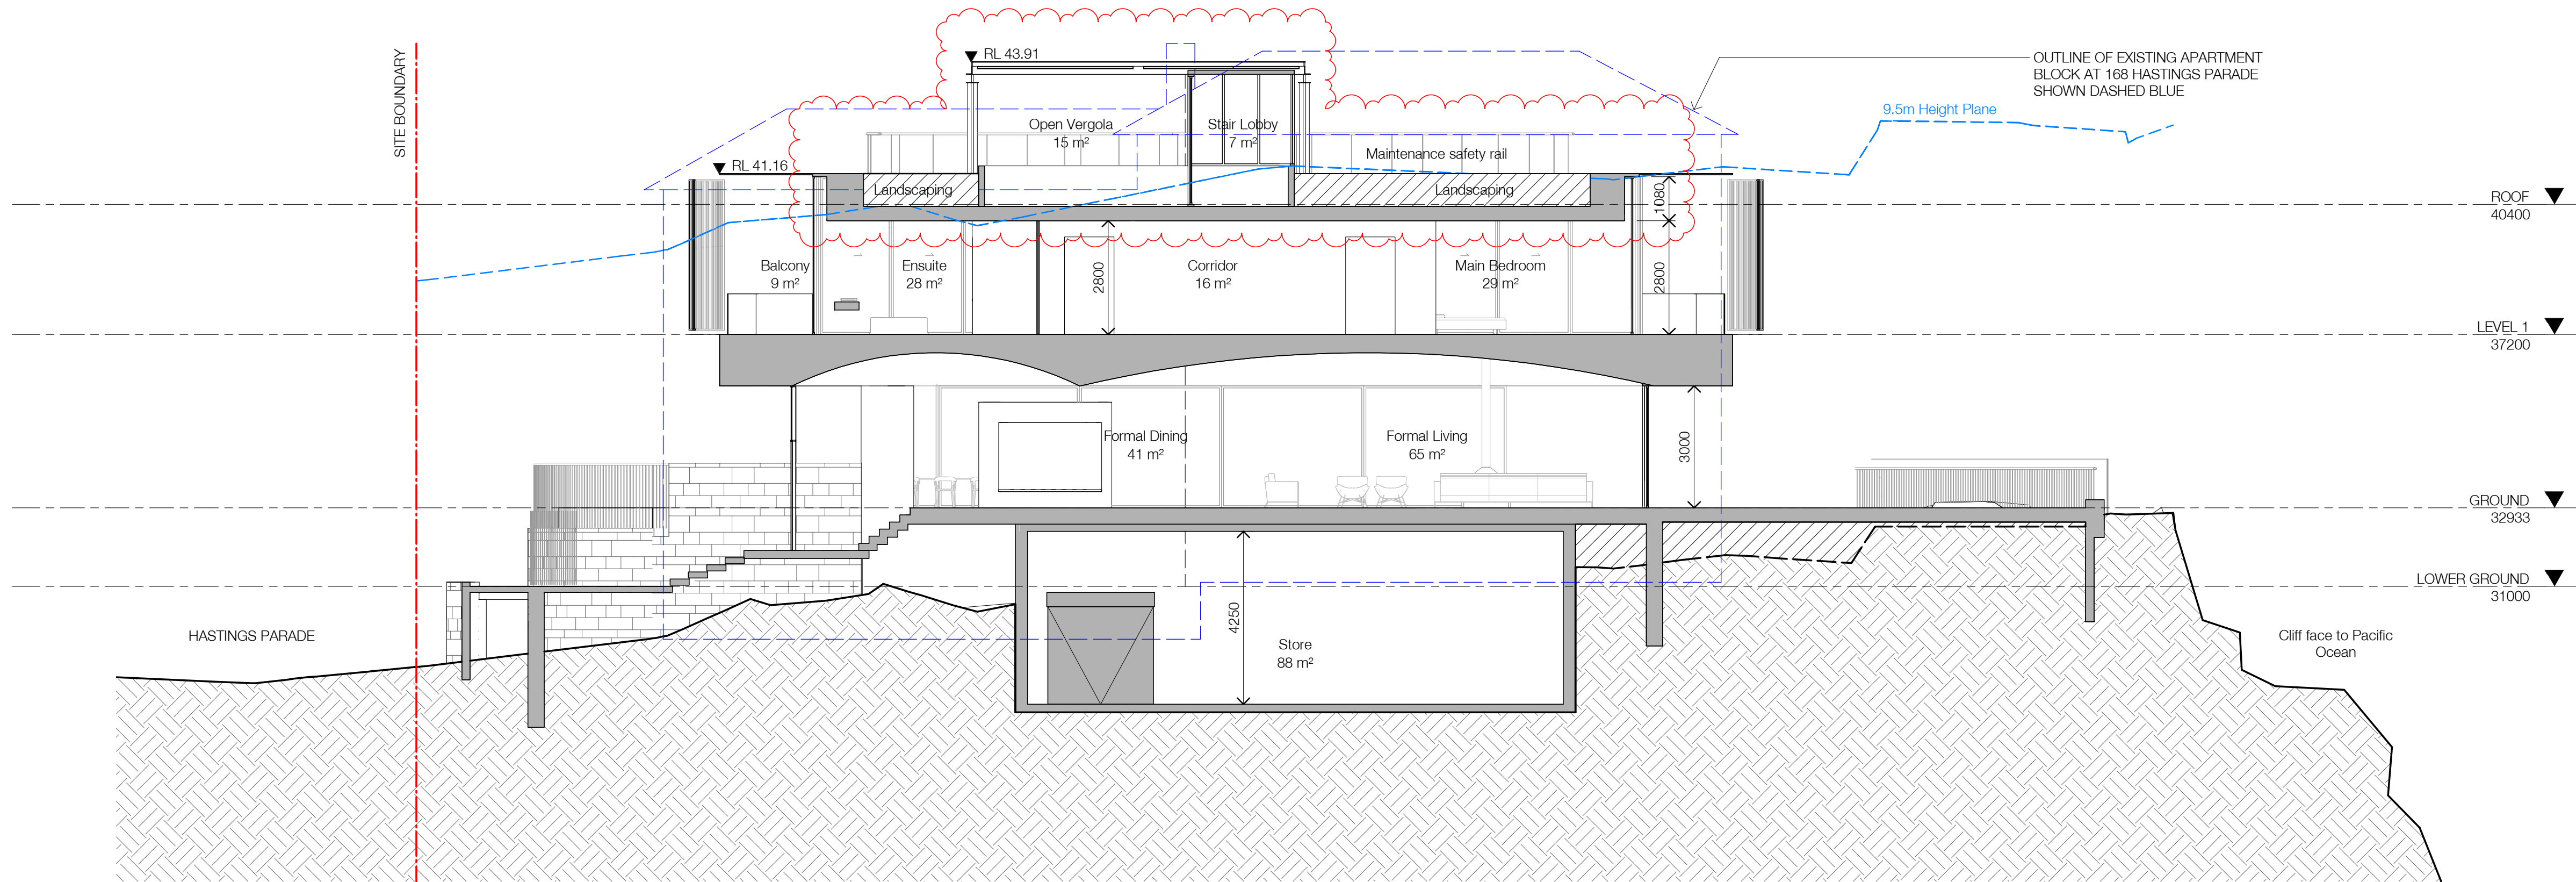 SITE BOUNDARY
RL 43.91
OUTLINE OF EXISTING APARTMENT
BLOCK AT 168 HASTINGS PARADE
SHOWN DASHED BLUE
9.5m Height Plane
Open Vergola
15 m²
Stair Lobby
7 m²
Maintenance safety rail
RL 41.16
Landscaping
Landscaping
1080
ROOF
40400
Balcony
9 m²
Ensuite
28 m²
2800
Corridor
16 m²
Main Bedroom
29 m²
2800
LEVEL 1
37200
Formal Dining
41 m²
Formal Living
65 m²
3000
GROUND
32933
LOWER GROUND
31000
HASTINGS PARADE
4250
Store
88 m²
Cliff face to Pacific
Ocean